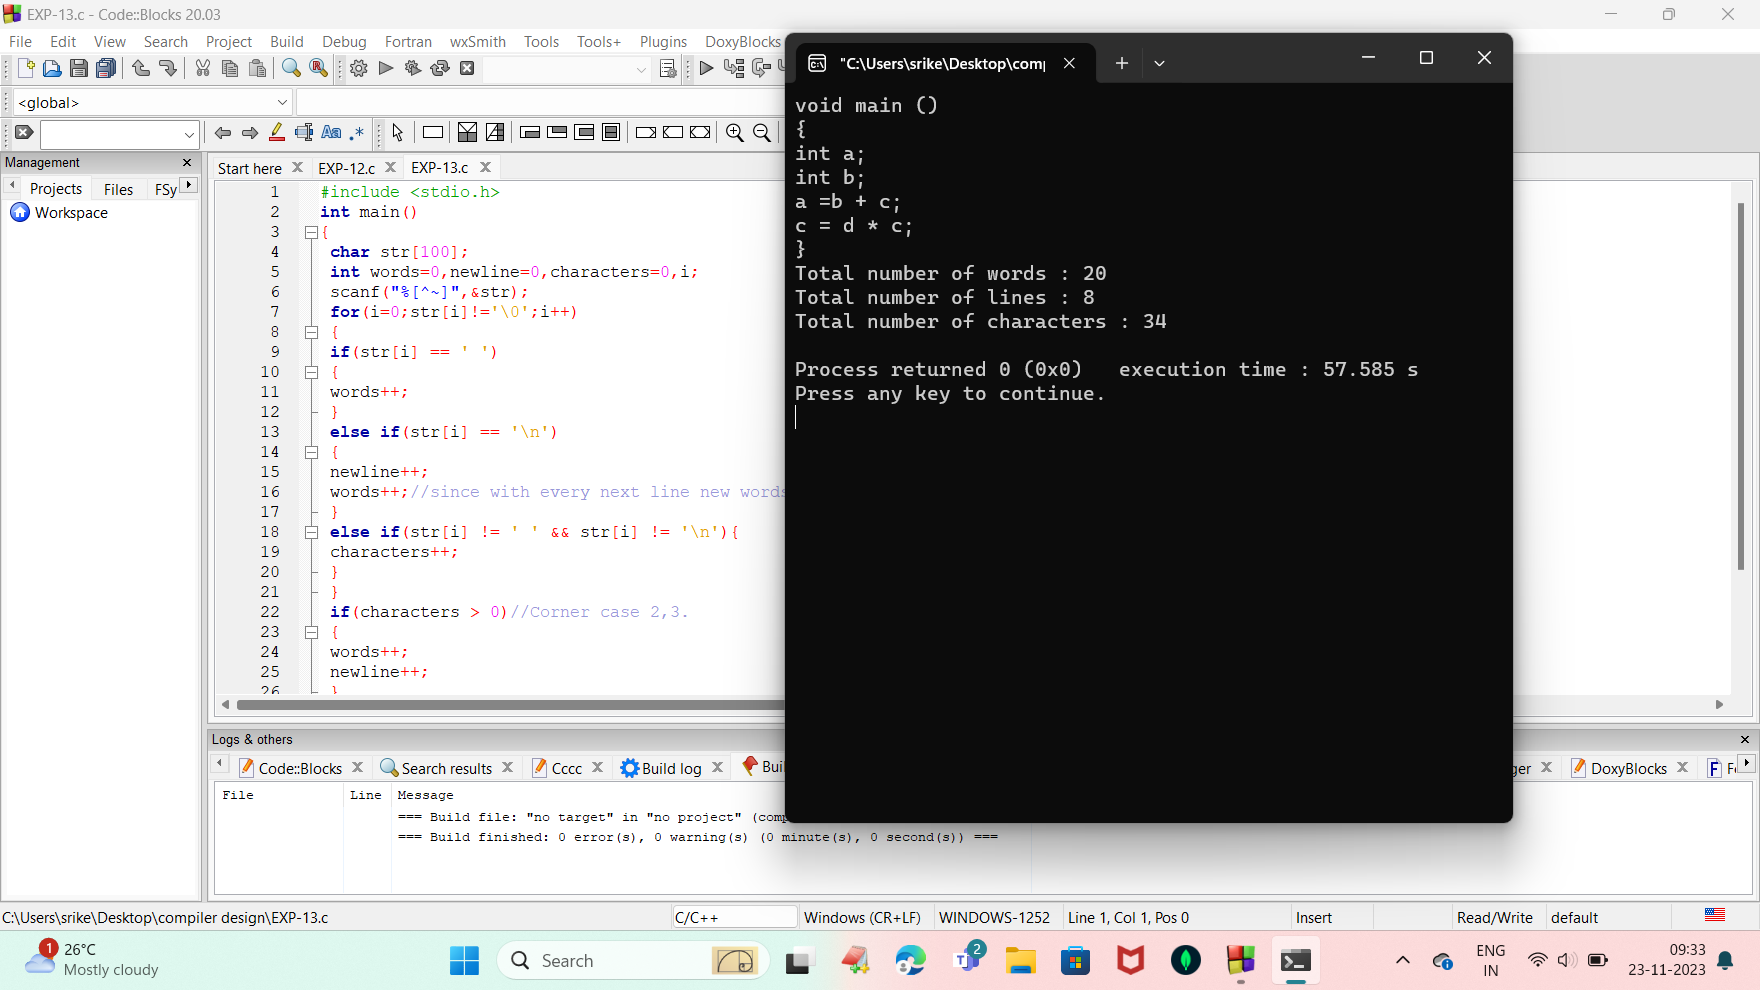 EXP-13.c - Code::Blocks 20.03
File Edit View Search Project Build Debug Fortran wxSmith Tools Tools+ Plugins DoxyBlocks
<global>
Management
Projects Files FSy
Workspace
Start here EXP-12.c EXP-13.c
1 #include <stdio.h>
2 int main()
3 {
4 char str[100];
5 int words=0,newline=0,characters=0,i;
6 scanf("%[^~]",&str);
7 for(i=0;str[i]!='\0';i++)
8 {
9 if(str[i] == ' ')
10 {
11 words++;
12 }
13 else if(str[i] == '\n')
14 {
15 newline++;
16 words++;//since with every next line new words
17 }
18 else if(str[i] != ' ' && str[i] != '\n'){
19 characters++;
20 }
21 }
22 if(characters > 0)//Corner case 2,3.
23 {
24 words++;
25 newline++;
26 }
"C:\Users\srike\Desktop\comp
void main ()
{
int a;
int b;
a =b + c;
c = d * c;
}
Total number of words : 20
Total number of lines : 8
Total number of characters : 34
Process returned 0 (0x0)   execution time : 57.585 s
Press any key to continue.
Logs & others
Code::Blocks Search results Cccc Build log Buil ger DoxyBlocks F
File Line Message
=== Build file: "no target" in "no project" (comp
=== Build finished: 0 error(s), 0 warning(s) (0 minute(s), 0 second(s)) ===
C:\Users\srike\Desktop\compiler design\EXP-13.c C/C++ Windows (CR+LF) WINDOWS-1252 Line 1, Col 1, Pos 0 Insert Read/Write default
1
26°C
Mostly cloudy
Search
2
ENG
IN
09:33
23-11-2023